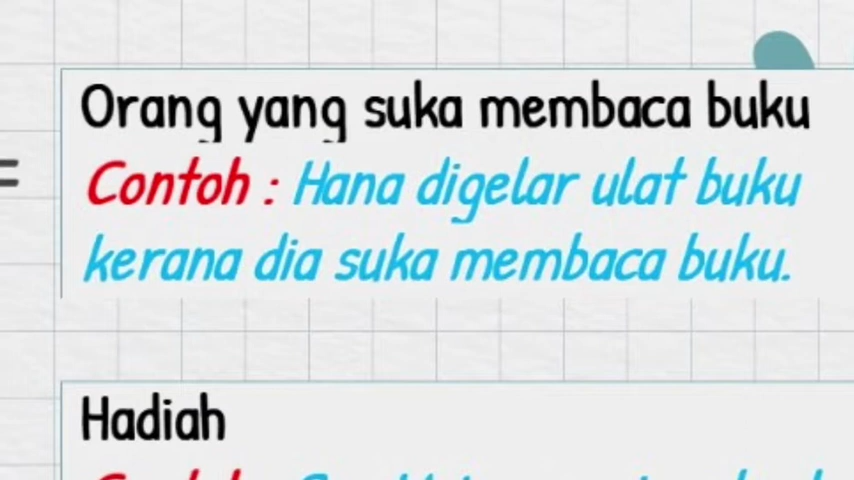 =
Orang yang suka membaca buku
Contoh : Hana digelar ulat buku
kerana dia suka membaca buku.
Hadiah